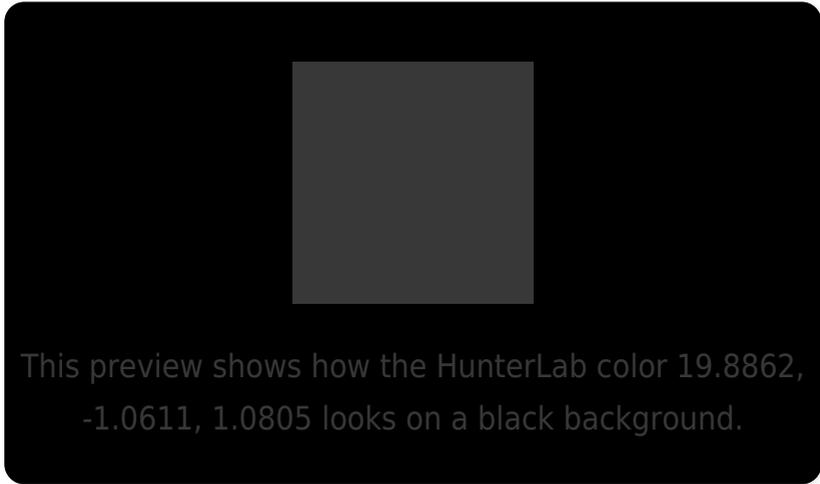 This preview shows how the HunterLab color 19.8862,
-1.0611, 1.0805 looks on a black background.